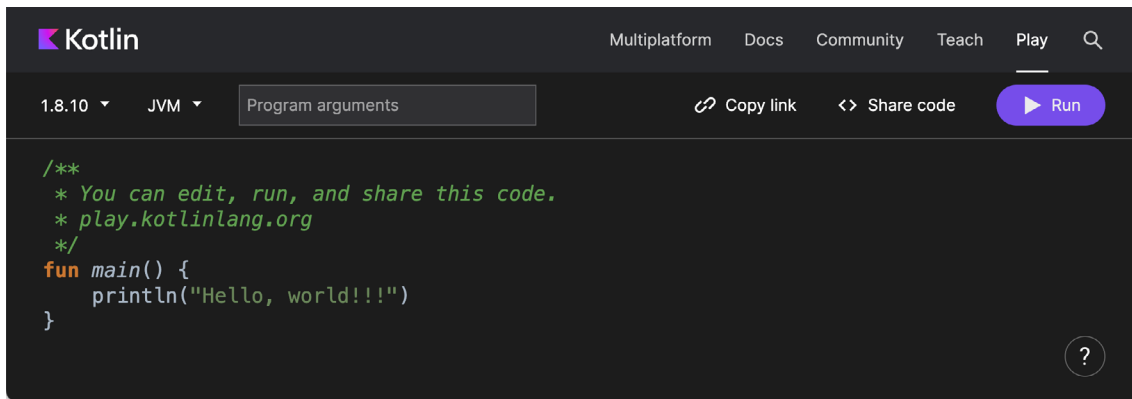 Kotlin
Multiplatform Docs Community Teach Play
1.8.10 JVM Program arguments Copy link <> Share code Run
/**
 * You can edit, run, and share this code.
 * play.kotlinlang.org
 */
fun main() {
    println("Hello, world!!!")
}
?